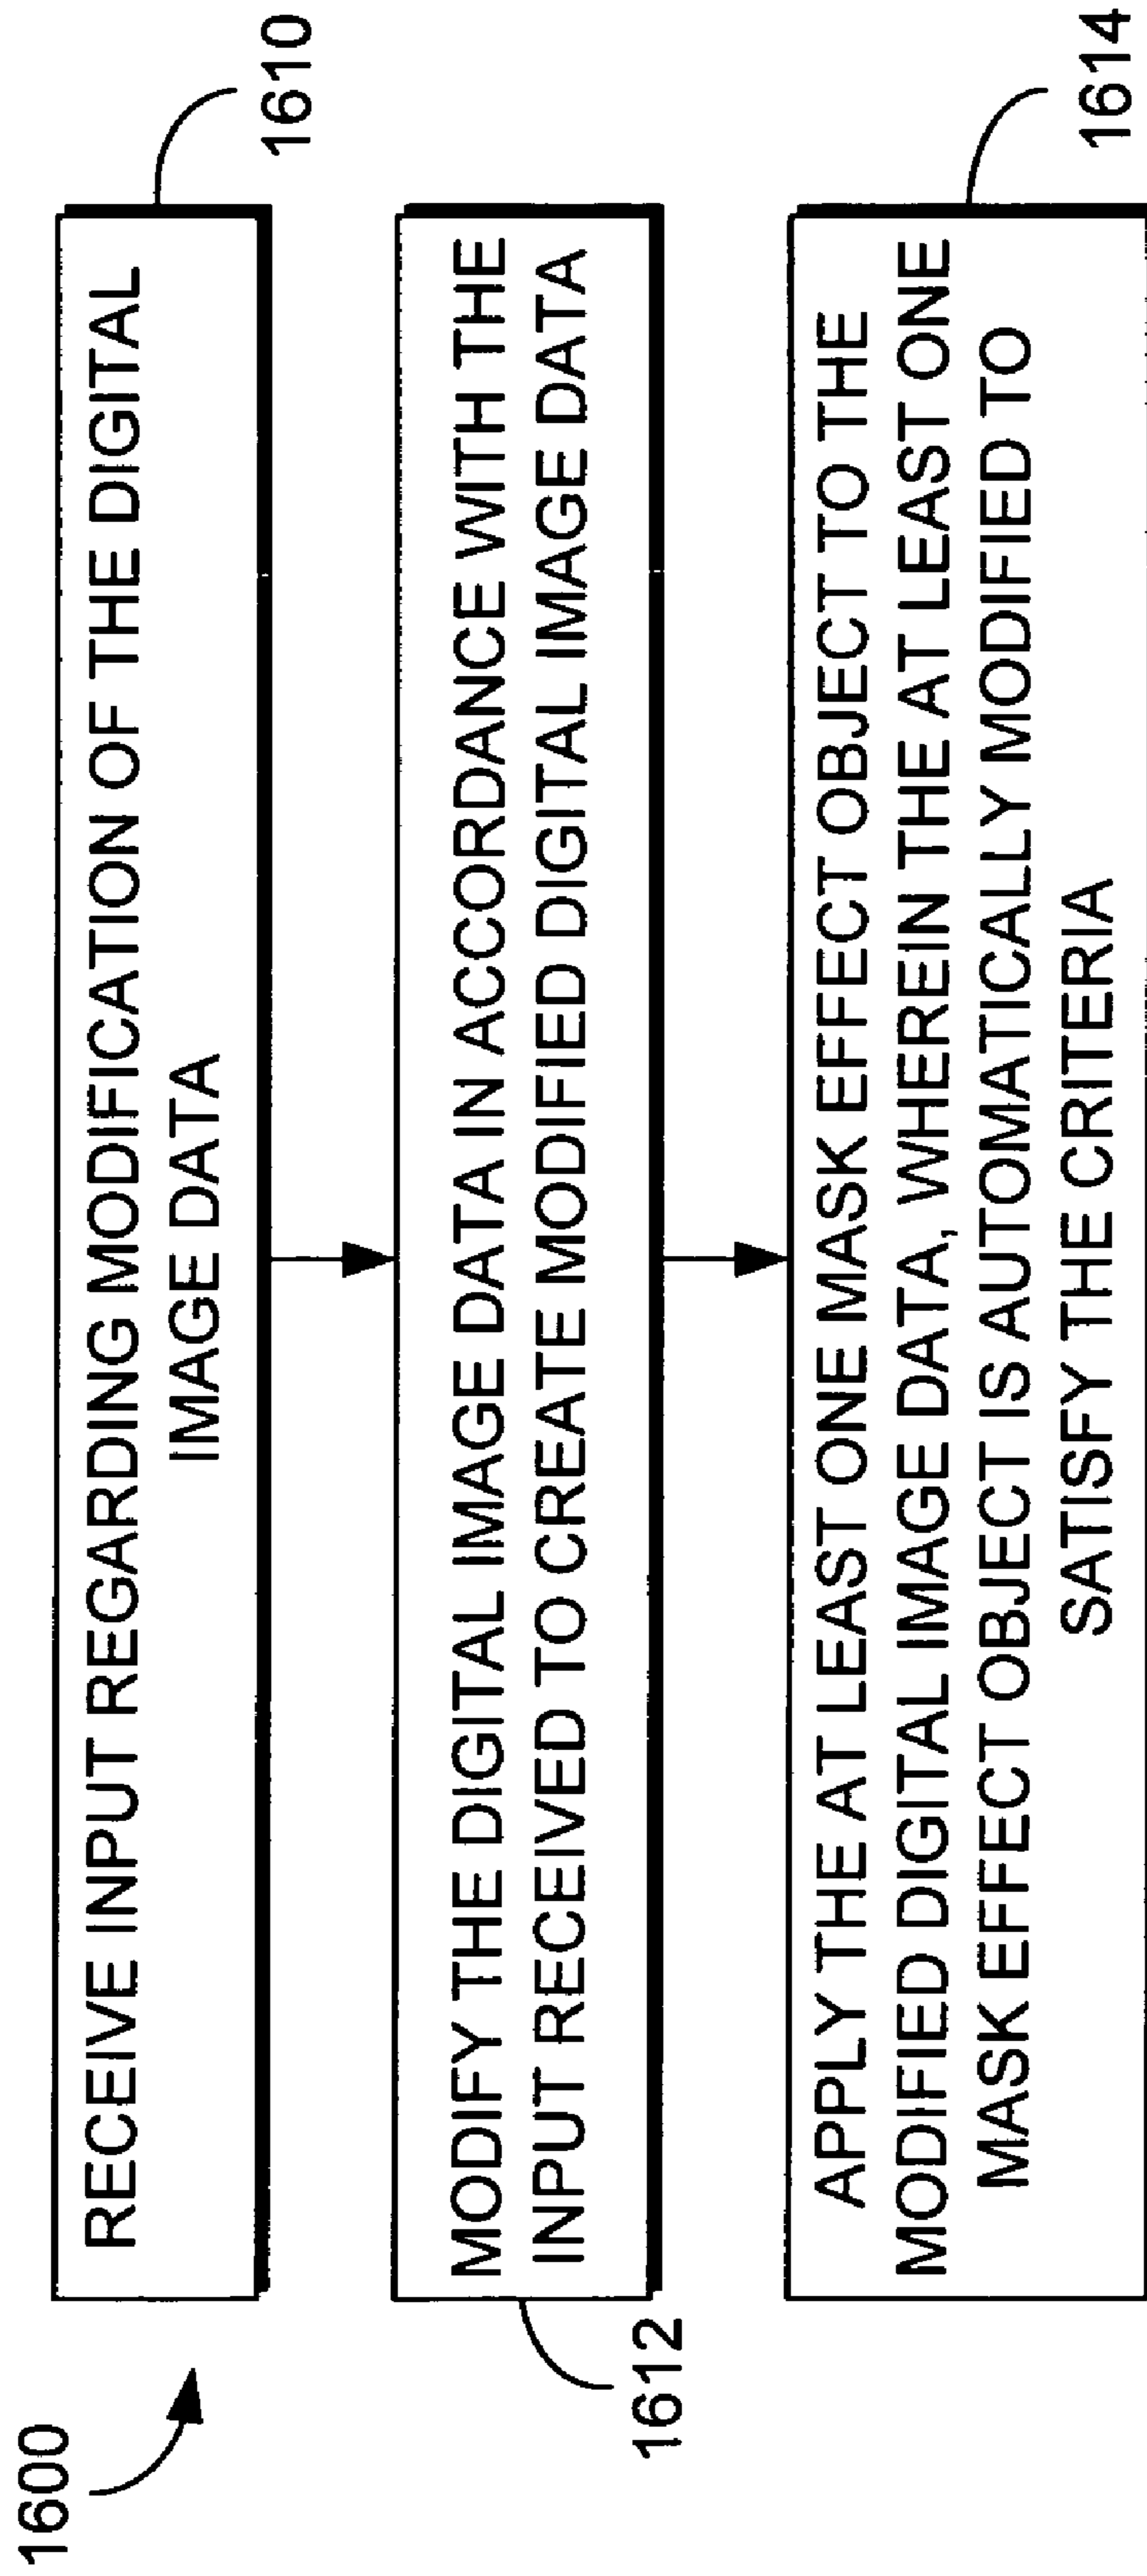 1600
RECEIVE INPUT REGARDING MODIFICATION OF THE DIGITAL
IMAGE DATA
1610
MODIFY THE DIGITAL IMAGE DATA IN ACCORDANCE WITH THE
INPUT RECEIVED TO CREATE MODIFIED DIGITAL IMAGE DATA
1612
APPLY THE AT LEAST ONE MASK EFFECT OBJECT TO THE
MODIFIED DIGITAL IMAGE DATA, WHEREIN THE AT LEAST ONE
MASK EFFECT OBJECT IS AUTOMATICALLY MODIFIED TO
SATISFY THE CRITERIA
1614